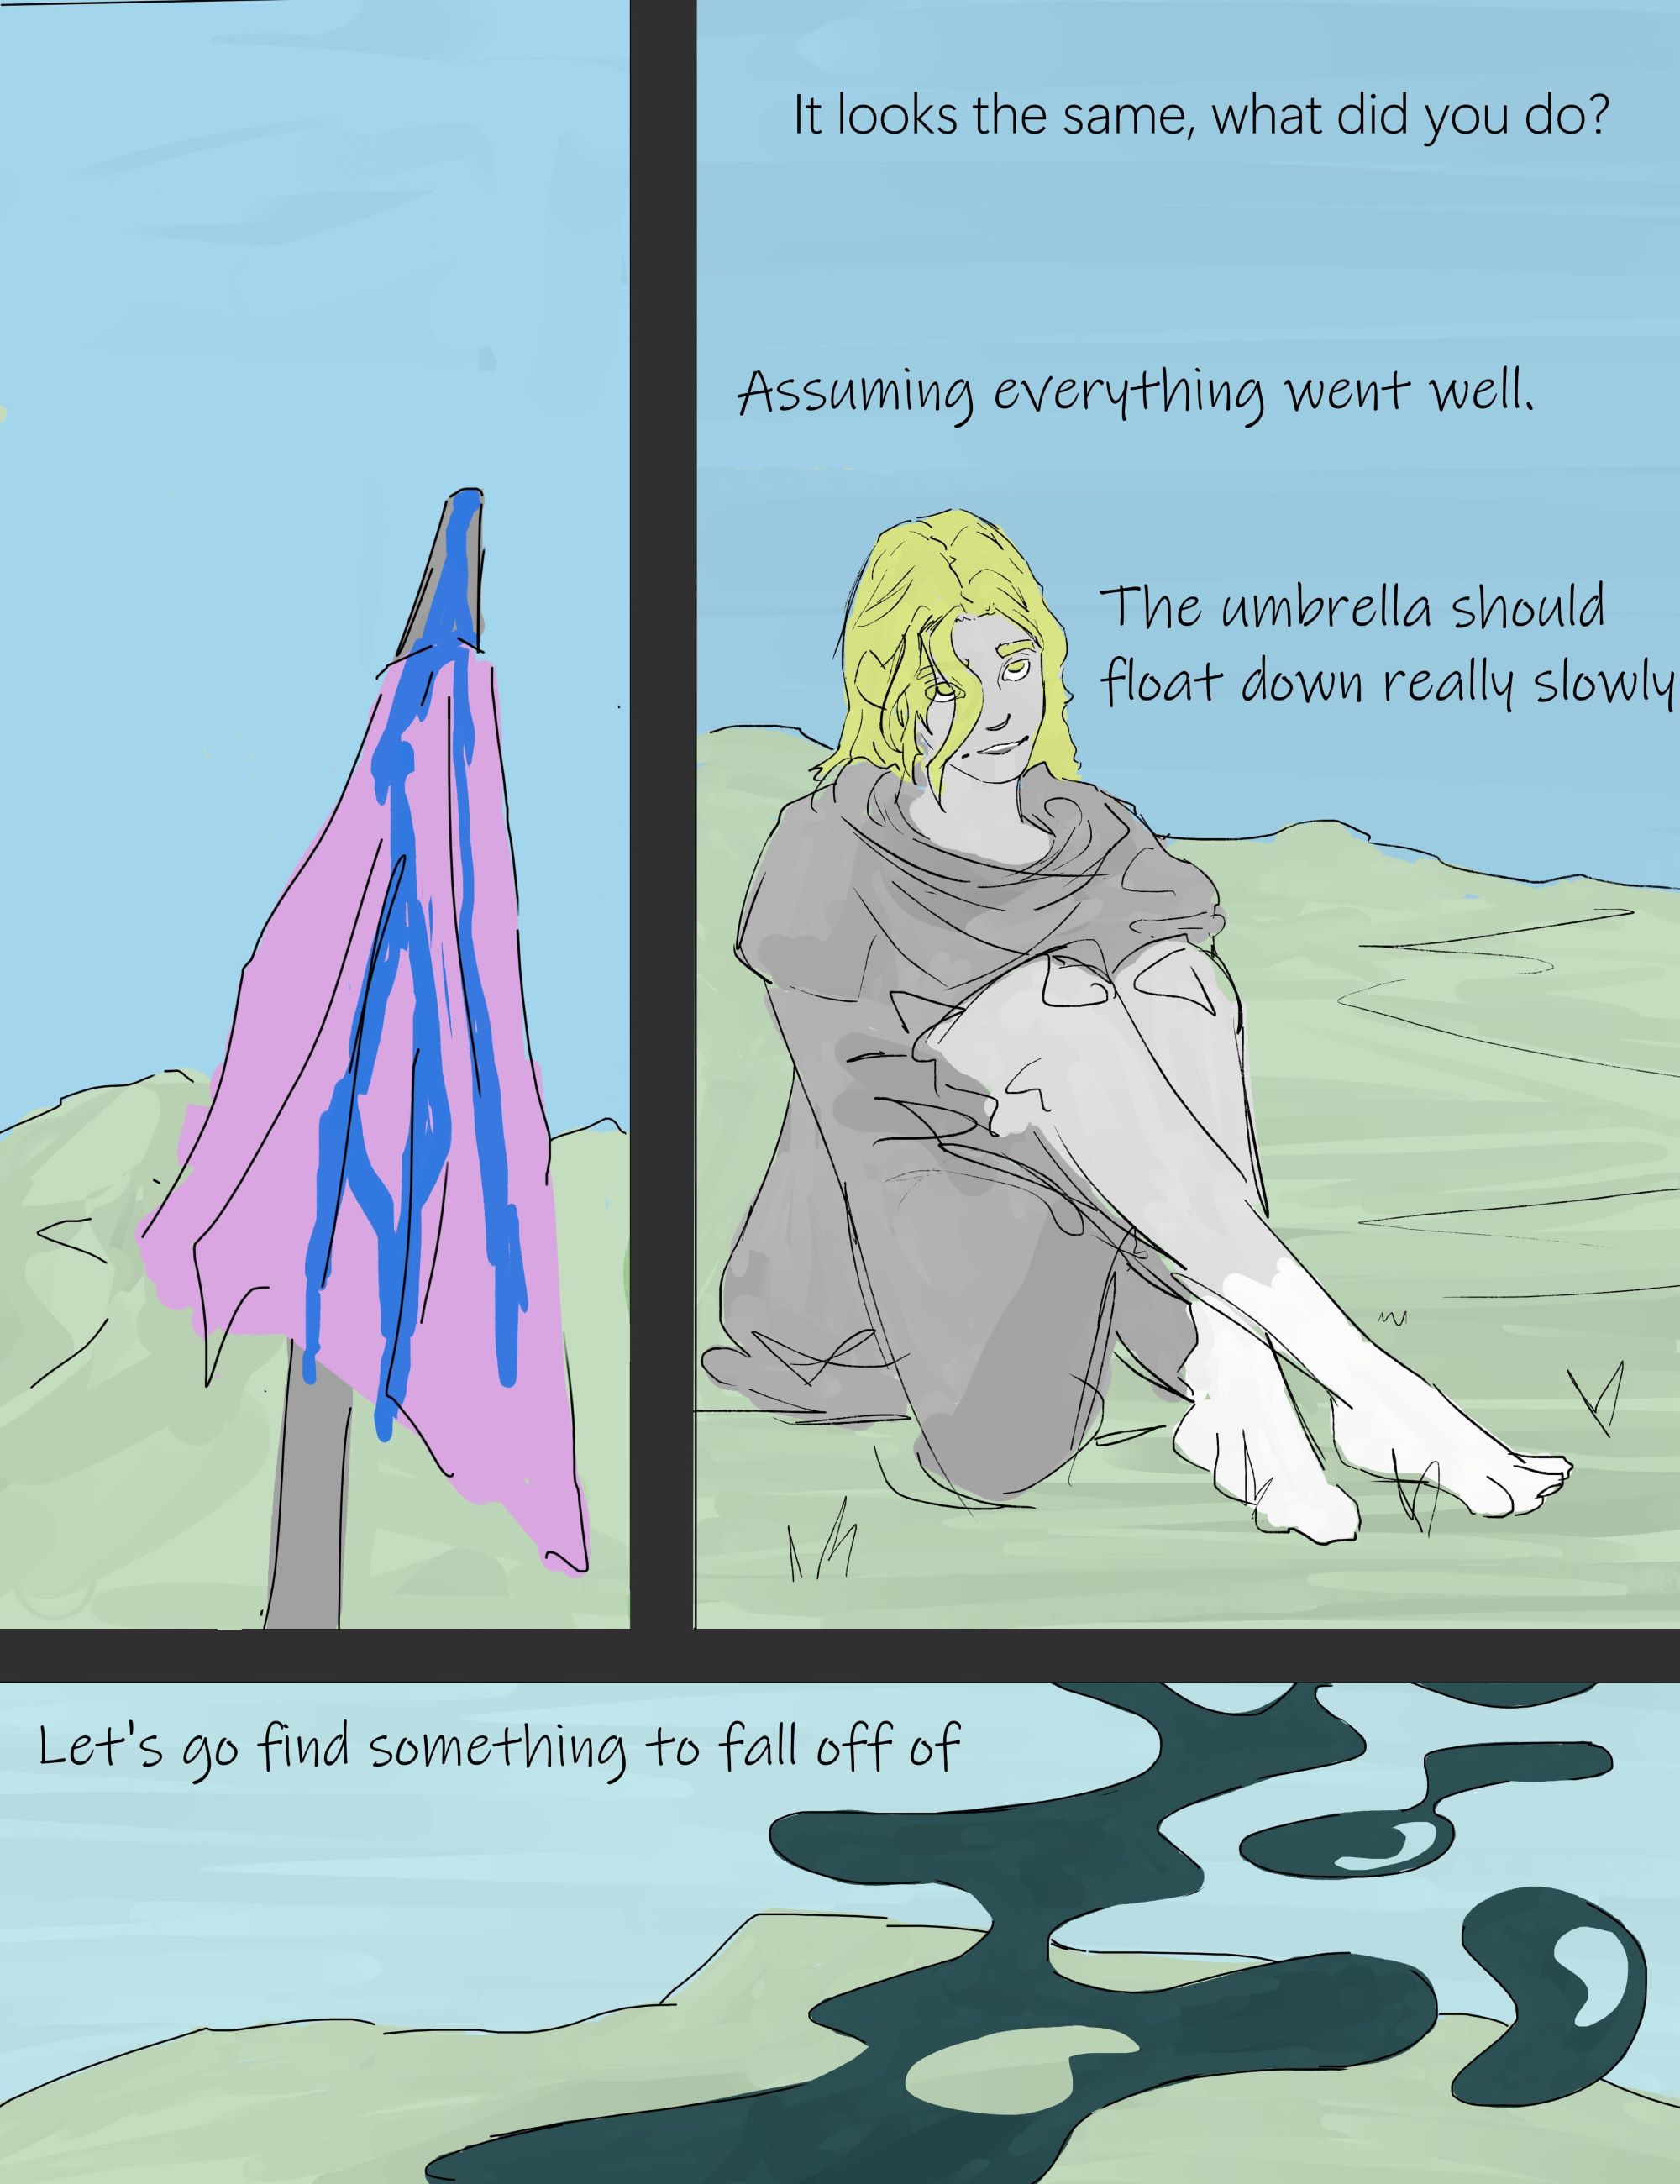 It looks the same, what did you do?
Assuming everything went well.
The umbrella should
float down really slowly
Let's go find something to fall off of